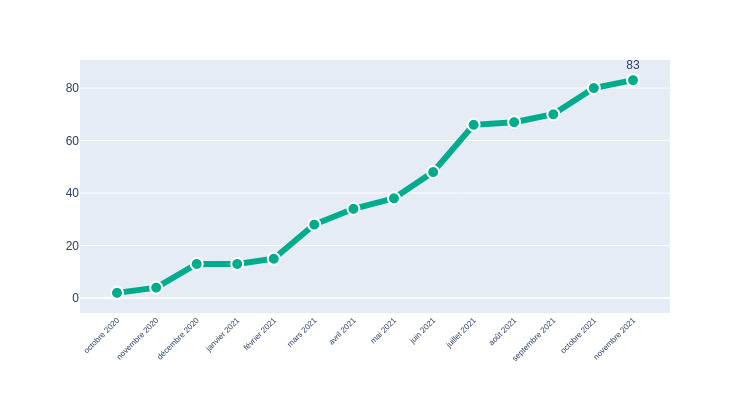 83
80
60
40
20
0
octobre 2020
novembre 2020
décembre 2020
janvier 2021
février 2021
mars 2021
avril 2021
mai 2021
juin 2021
juillet 2021
août 2021
septembre 2021
octobre 2021
novembre 2021